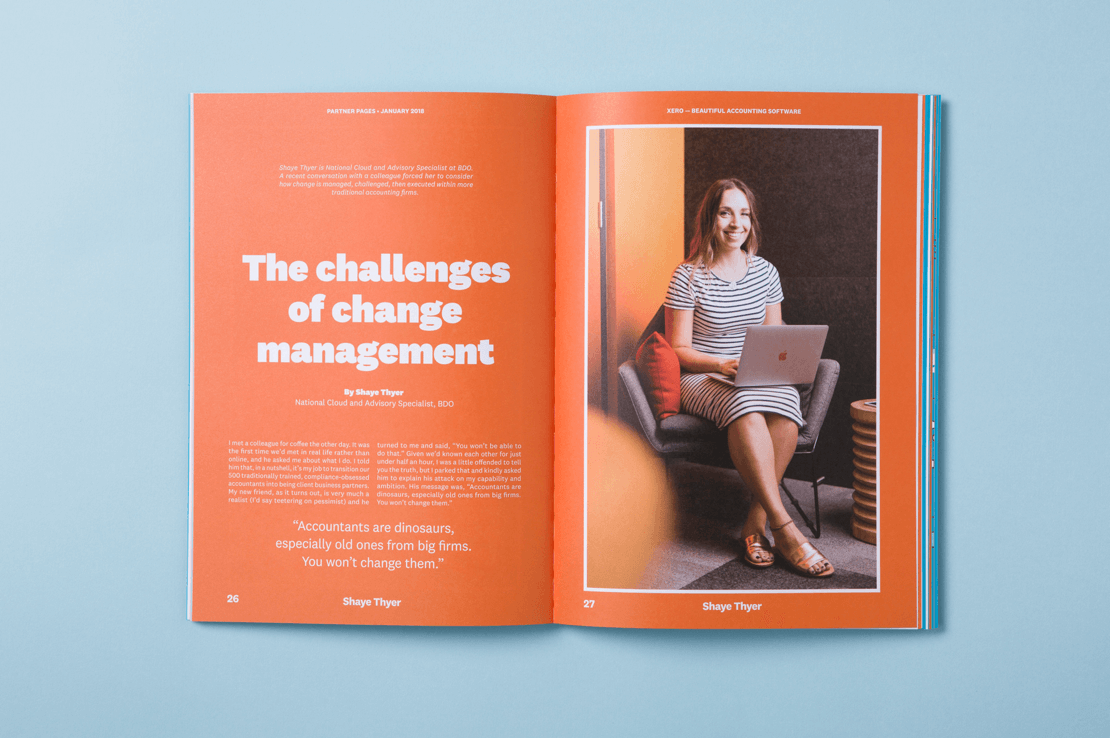 PARTNER PAGES • JANUARY 2018
Shaye Thyer is National Cloud and Advisory Specialist at BDO.
A recent conversation with a colleague forced her to consider
how change is managed, challenged, then executed within more
traditional accounting firms.
The challenges
of change
management
By Shaye Thyer
National Cloud and Advisory Specialist, BDO
I met a colleague for coffee the other day. It was
the first time we'd met in real life rather than
online, and he asked me about what I do. I told
him that, in a nutshell, it's my job to transition our
500 traditionally trained, compliance-obsessed
accountants into being client business partners.
My new friend, as it turns out, is very much a
realist (I'd say teetering on pessimist) and he
turned to me and said, “You won't be able to
do that.” Given we'd known each other for just
under half an hour, I was a little offended to tell
you the truth, but I parked that and kindly asked
him to explain his attack on my capability and
ambition. His message was, “Accountants are
dinosaurs, especially old ones from big firms.
You won't change them.”
“Accountants are dinosaurs,
especially old ones from big firms.
You won't change them.”
26
Shaye Thyer
XERO — BEAUTIFUL ACCOUNTING SOFTWARE
27
Shaye Thyer